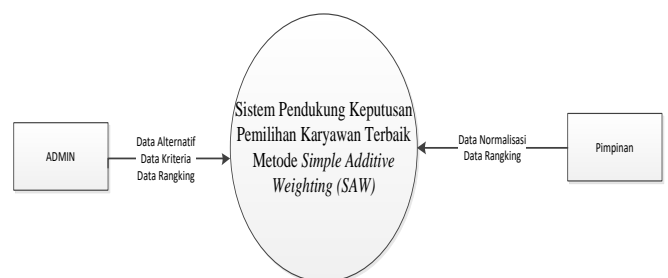 ADMIN
Data Alternatif
Data Kriteria
Data Rangking
Sistem Pendukung Keputusan
Pemilihan Karyawan Terbaik
Metode Simple Additive
Weighting (SAW)
Data Normalisasi
Data Rangking
Pimpinan